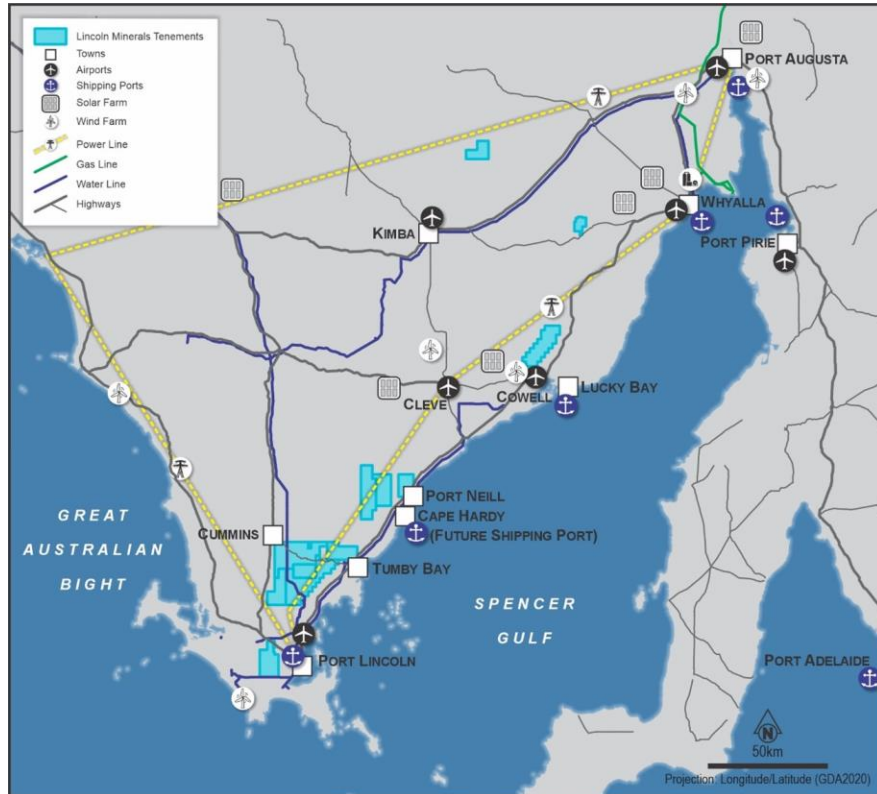 Lincoln Minerals Tenements
Towns
Airports
Shipping Ports
Solar Farm
Wind Farm
Power Line
Gas Line
Water Line
Highways
PORT AUGUSTA
WHYALLA
KIMBA
PORT PIRIE
LUCKY BAY
COWELL
CLEVE
PORT NEILL
CAPE HARDY
(FUTURE SHIPPING PORT)
CUMMINS
TUMBY BAY
GREAT
AUSTRALIAN
BIGHT
SPENCER
GULF
PORT LINCOLN
PORT ADELAIDE
N
50km
Projection: Longitude/Latitude (GDA2020)